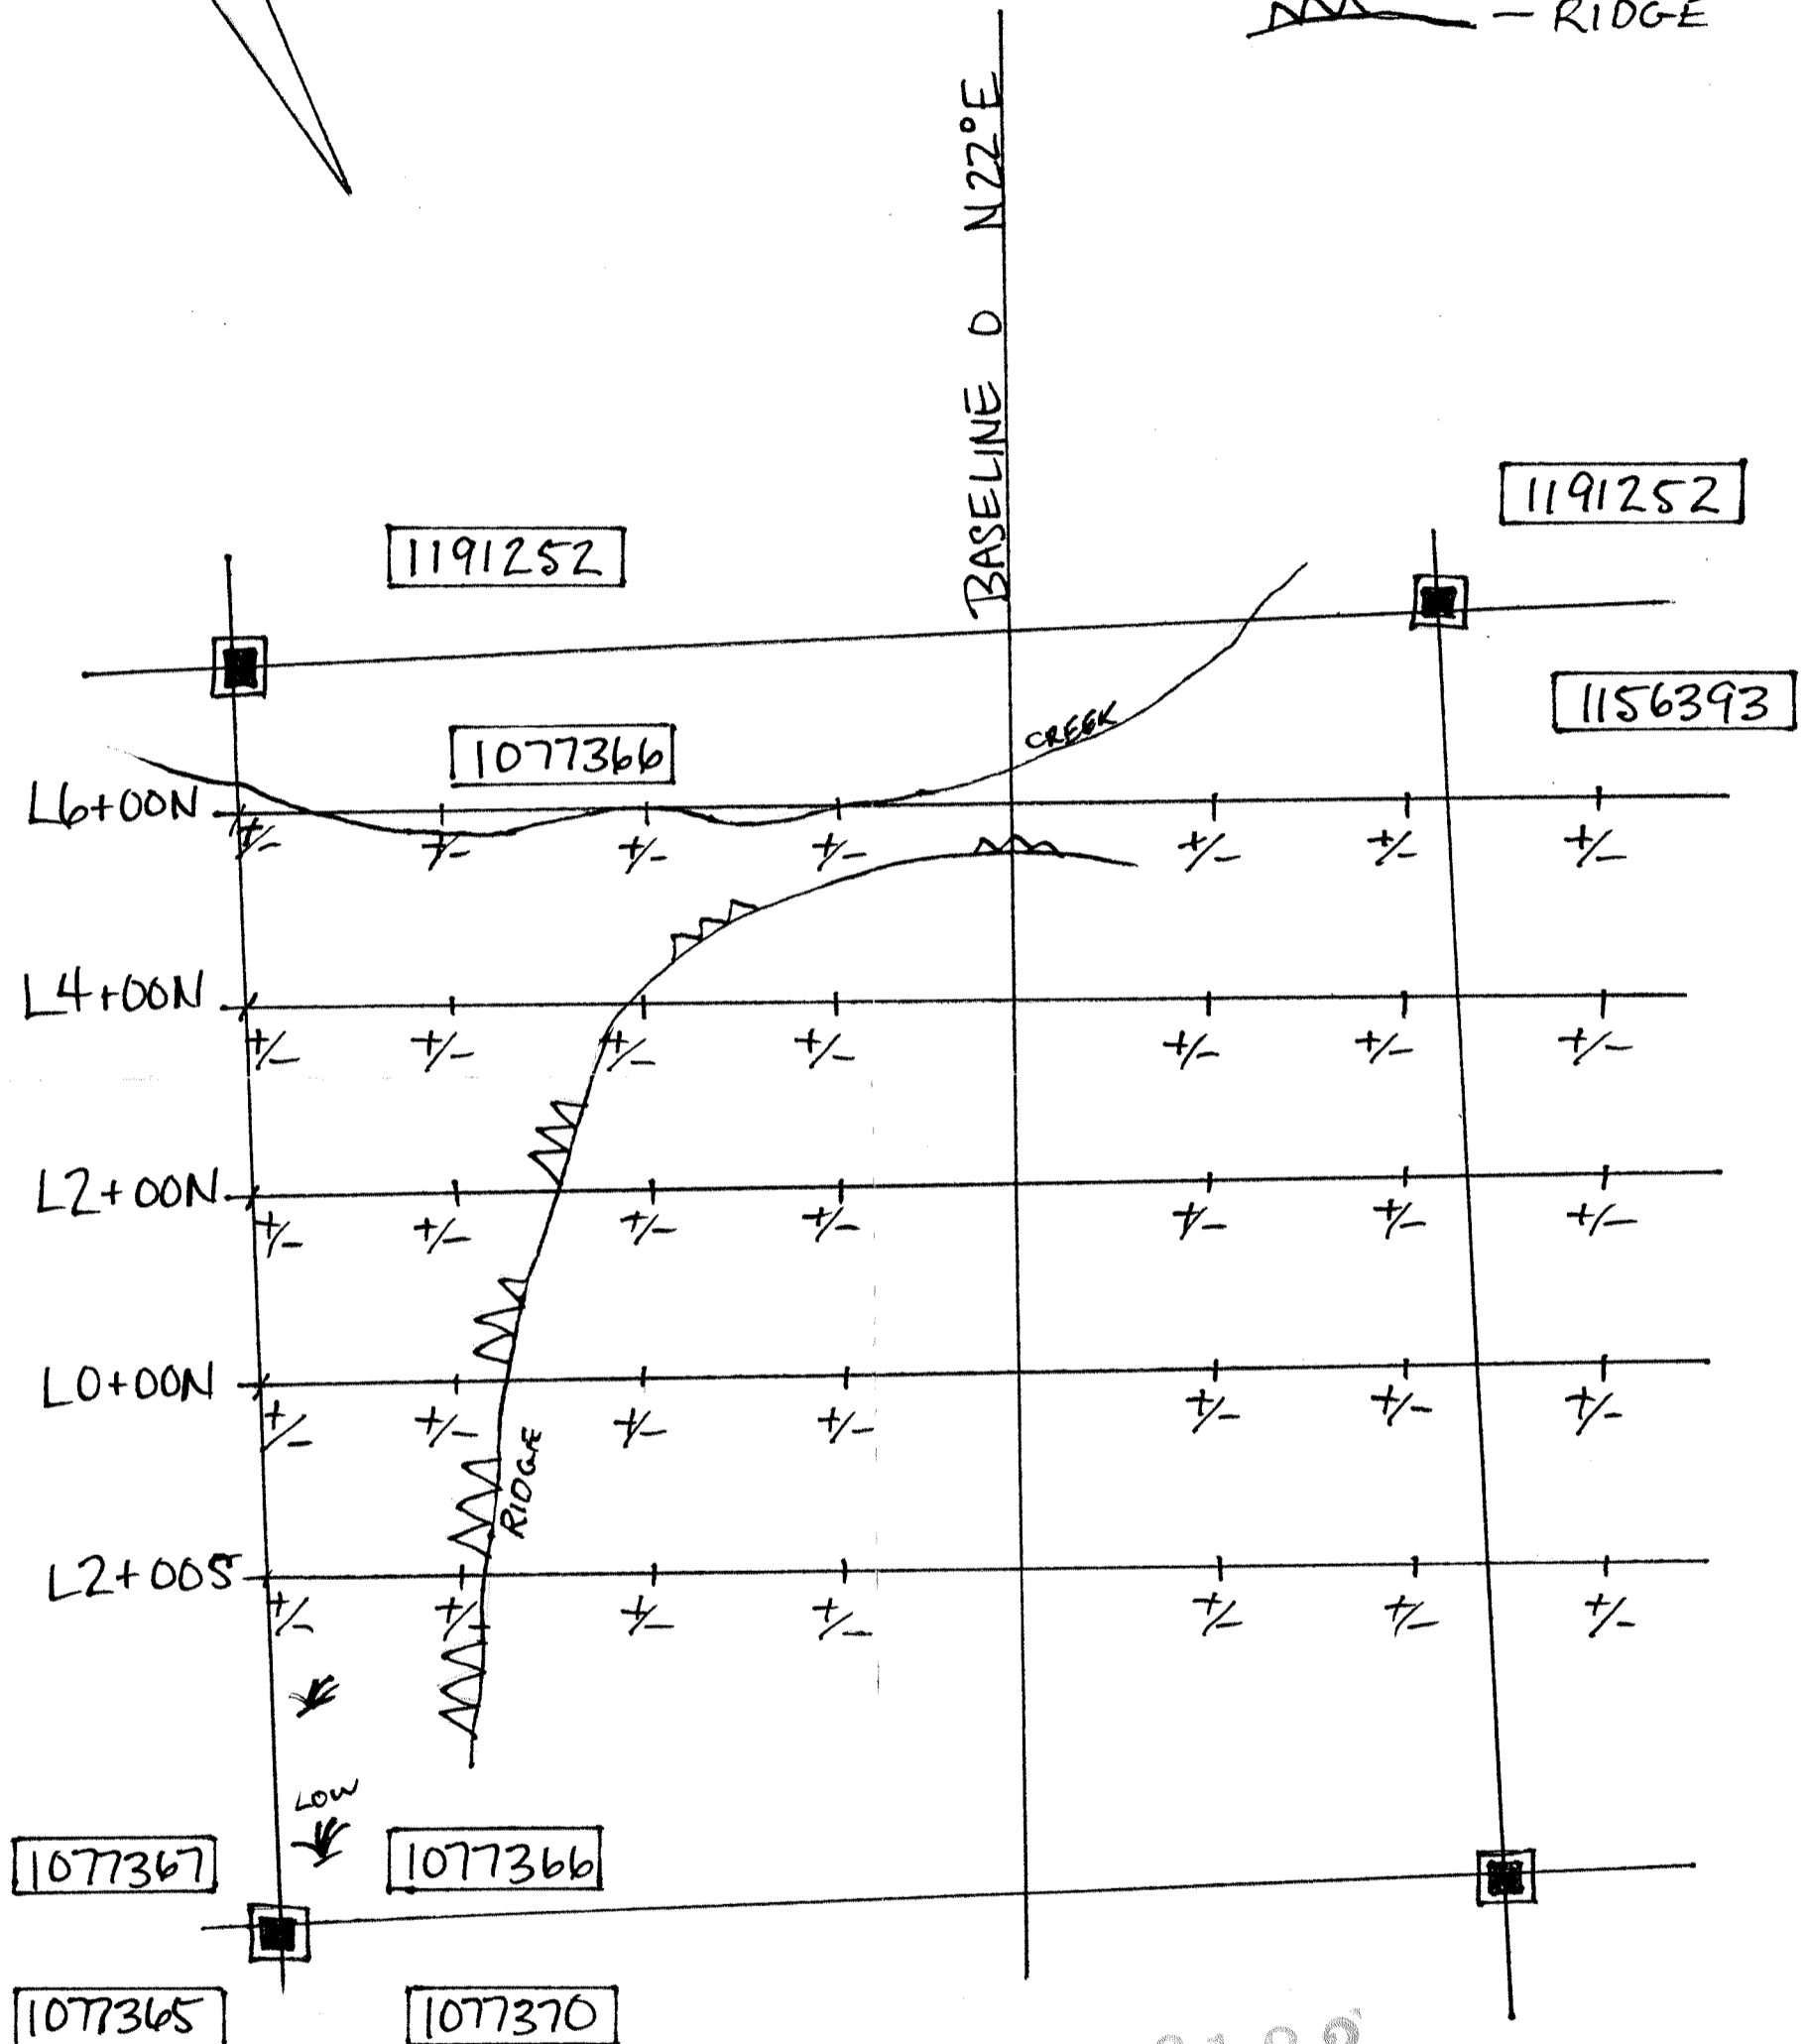 — RIDGE
BASELINE O N22°E
1191252
1191252
1156393
1077366
CREEK
L6+00N
+/- +/- +/- +/- +/- +/- +/-
L4+00N
+/- +/- +/- +/- +/- +/- +/-
L2+00N
+/- +/- +/- +/- +/- +/- +/-
L0+00N
+/- +/- +/- +/- +/- +/- +/-
RIDGE
L2+00S
+/- +/- +/- +/- +/- +/- +/-
LOW
1077367
1077366
1077365
1077370